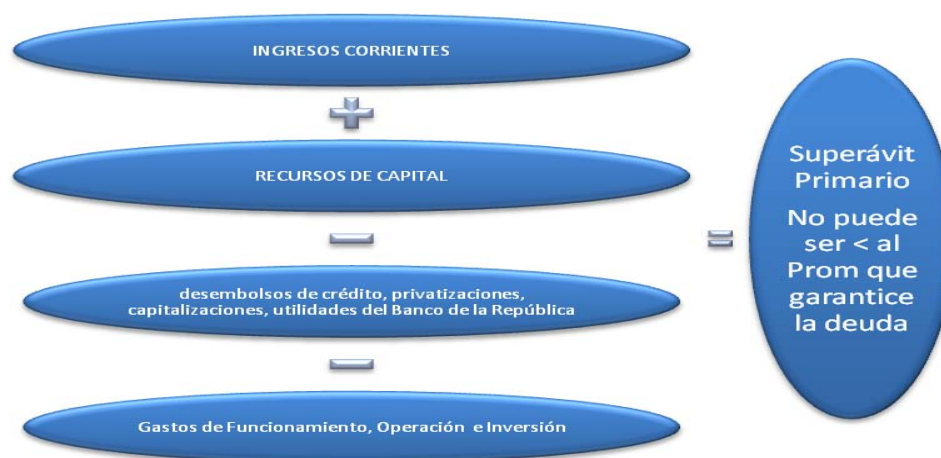 INGRESOS CORRIENTES
+
RECURSOS DE CAPITAL
–
desembolsos de crédito, privatizaciones,
capitalizaciones, utilidades del Banco de la República
–
Gastos de Funcionamiento, Operación e Inversión
=
Superávit
Primario
No puede
ser < al
Prom que
garantice
la deuda